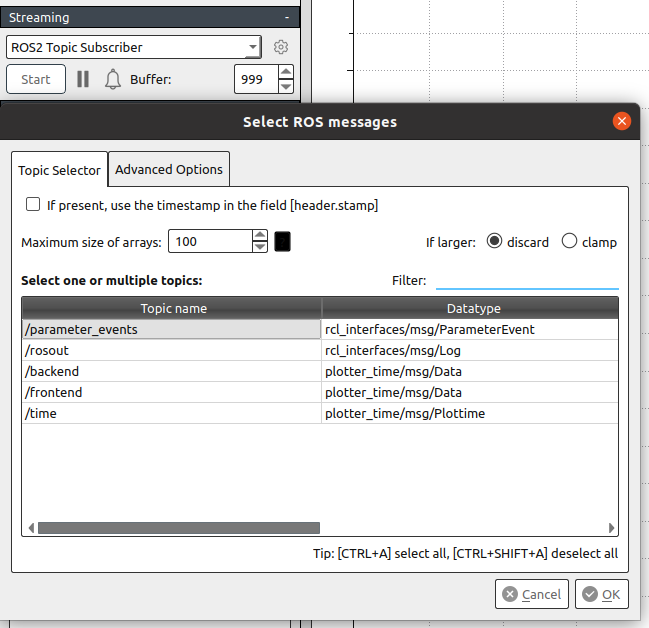 Streaming -
ROS2 Topic Subscriber
Start Buffer: 999
Select ROS messages
Topic Selector Advanced Options
If present, use the timestamp in the field [header.stamp]
Maximum size of arrays: 100 If larger: discard clamp
Select one or multiple topics: Filter:
Topic name Datatype
/parameter_events rcl_interfaces/msg/ParameterEvent
/rosout rcl_interfaces/msg/Log
/backend plotter_time/msg/Data
/frontend plotter_time/msg/Data
/time plotter_time/msg/Plottime
Tip: [CTRL+A] select all, [CTRL+SHIFT+A] deselect all
Cancel OK